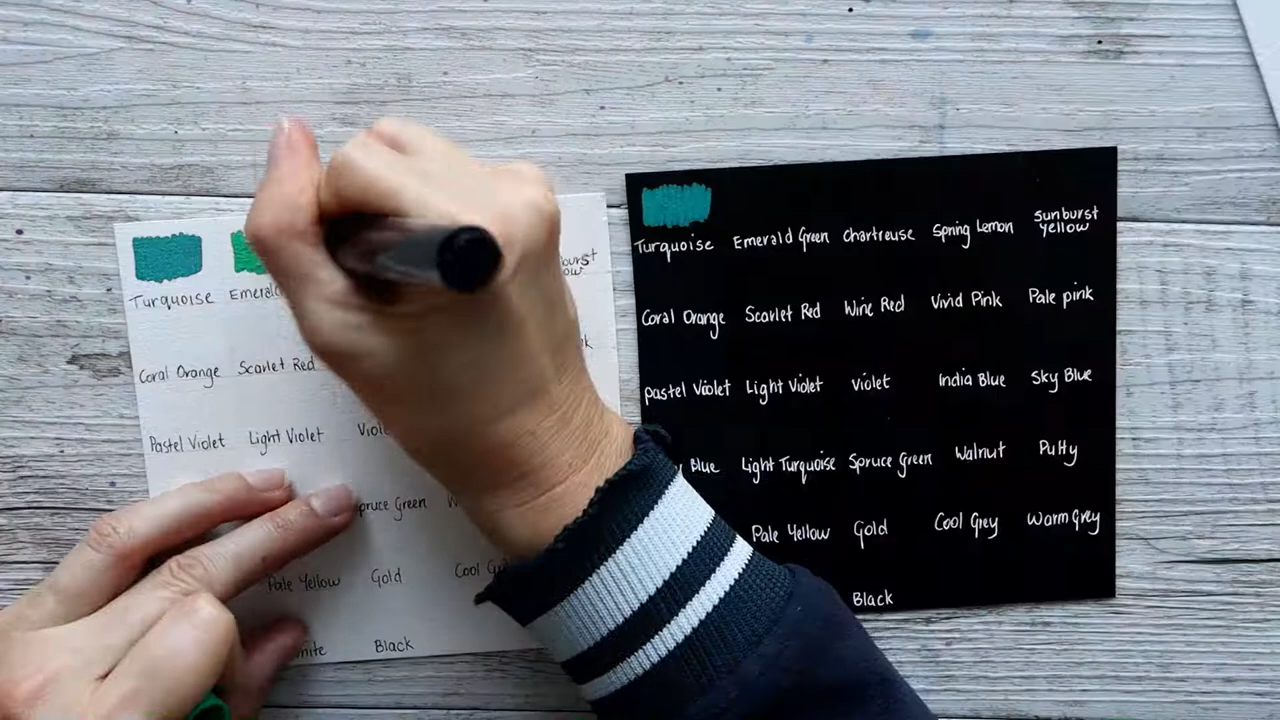 Turquoise Emerald
Coral Orange Scarlet Red
Pastel Violet Light Violet
Spruce Green
Pale Yellow Gold Cool
Black
Turquoise Emerald Green Chartreuse Spring Lemon Sunburst
Yellow
Coral Orange Scarlet Red Wine Red Vivid Pink Pale pink
pastel Violet Light Violet Violet India Blue Sky Blue
Blue Light Turquoise Spruce Green Walnut Putty
Pale Yellow Gold Cool Grey Warm Grey
Black